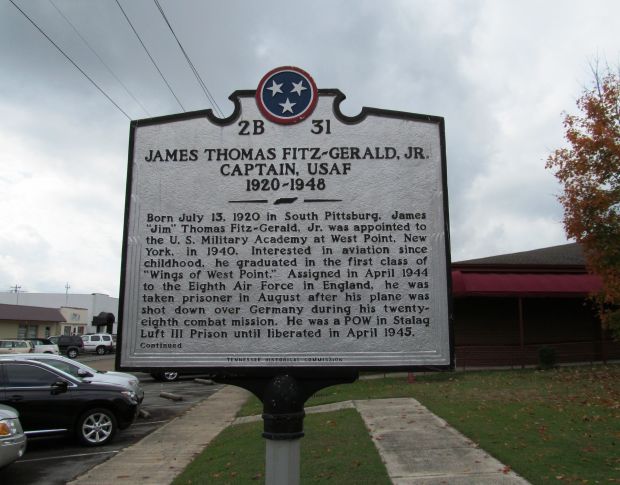 2B 31
JAMES THOMAS FITZ-GERALD, JR.
CAPTAIN, USAF
1920-1948
Born July 13, 1920 in South Pittsburg, James
"Jim" Thomas Fitz-Gerald, Jr. was appointed to
the U. S. Military Academy at West Point, New
York, in 1940. Interested in aviation since
childhood, he graduated in the first class of
"Wings of West Point." Assigned in April 1944
to the Eighth Air Force in England, he was
taken prisoner in August after his plane was
shot down over Germany during his twenty-
eighth combat mission. He was a POW in Stalag
Luft III Prison until liberated in April 1945.
Continued
TENNESSEE HISTORICAL COMMISSION